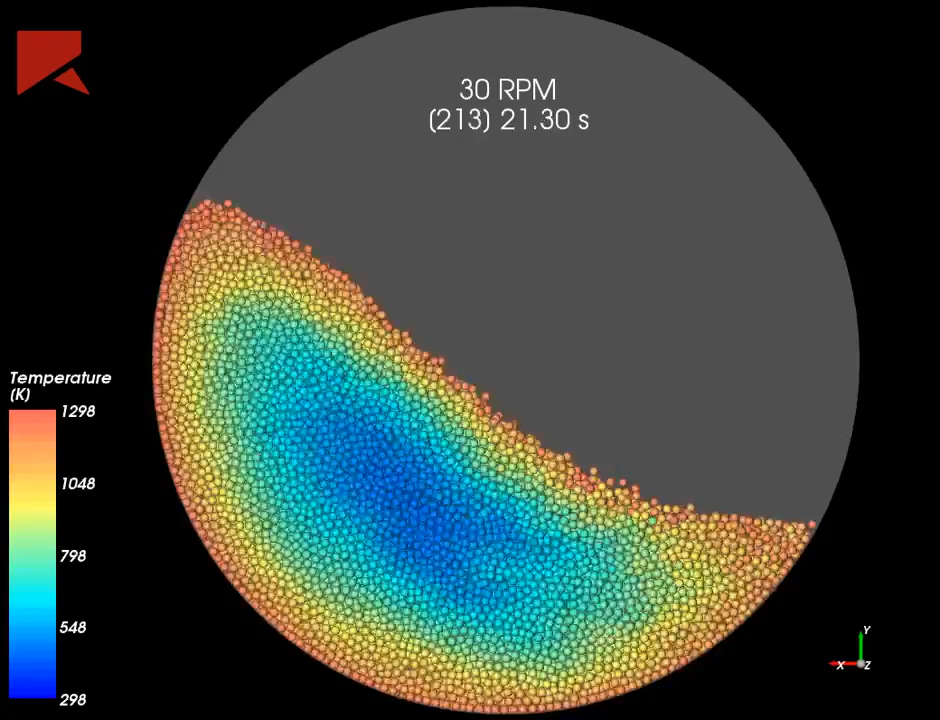 30 RPM
(213) 21.30 s
Temperature
(K)
1298
1048
798
548
298
Y
X
Z